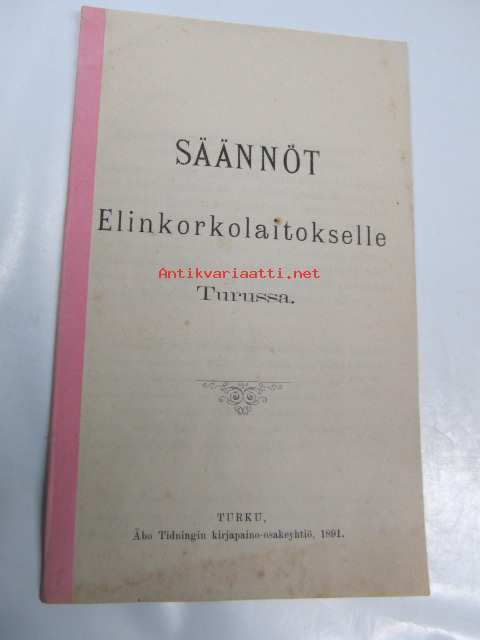 SÄÄNNÖT
Elinkorkolaitokselle
Antikvariaatti.net
Turussa.
TURKU,
Åbo Tidningin kirjapaino-osakeyhtiö, 1891.